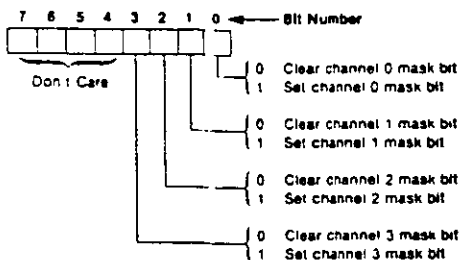 7 6 5 4 3 2 1 0 Bit Number
Don t Care
0 Clear channel 0 mask bit
1 Set channel 0 mask bit
0 Clear channel 1 mask bit
1 Set channel 1 mask bit
0 Clear channel 2 mask bit
1 Set channel 2 mask bit
0 Clear channel 3 mask bit
1 Set channel 3 mask bit